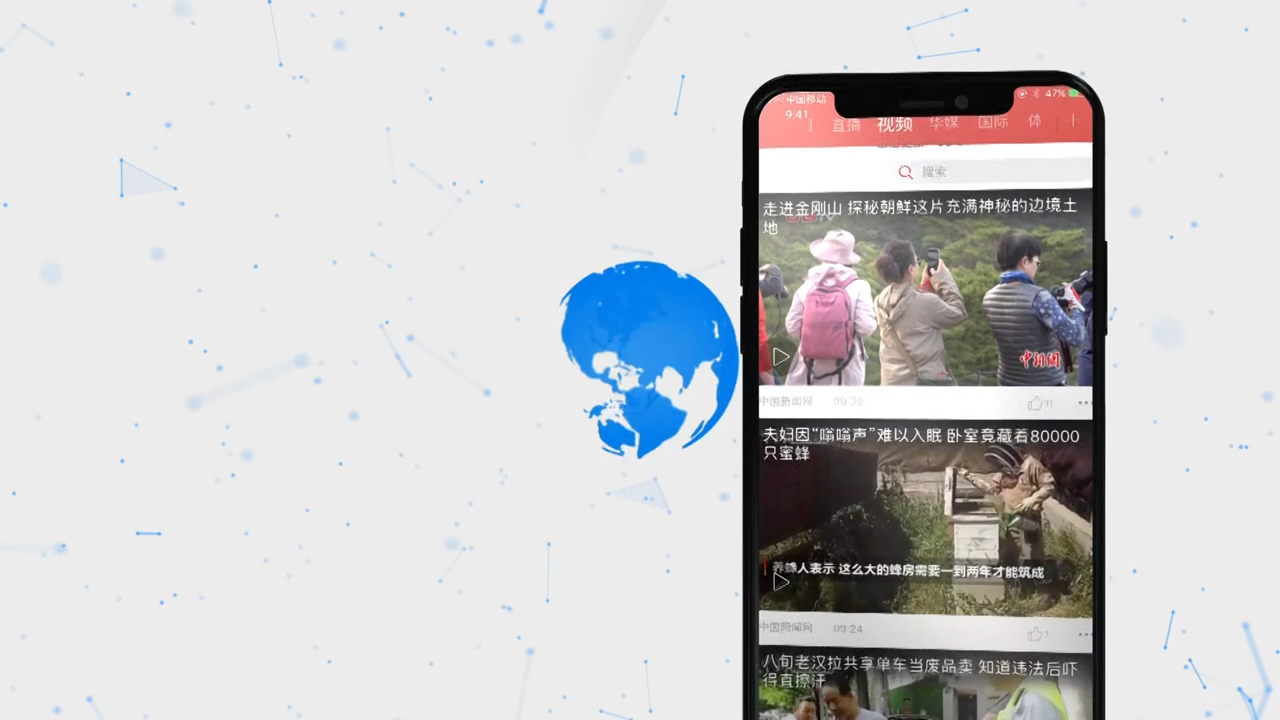 中国移动
47%
9:41
直播 视频 华媒 国际 体
搜索
走进金刚山 探秘朝鲜这片充满神秘的边境土
地
中新网
中国新闻网 09:39
11
夫妇因“嗡嗡声”难以入眠 卧室竟藏着80000
只蜜蜂
养蜂人表示 这么大的蜂房需要一到两年才能筑成
中国新闻网 09:24
1
八旬老汉拉共享单车当废品卖 知道违法后吓
得直擦汗